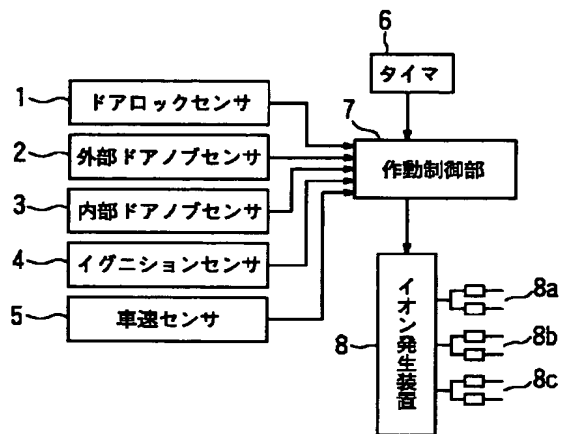 6
タイマ
1
ドアロックセンサ
7
2
外部ドアノブセンサ
作動制御部
3
内部ドアノブセンサ
4
イグニションセンサ
5
車速センサ
8
イオン発生装置
8a
8b
8c